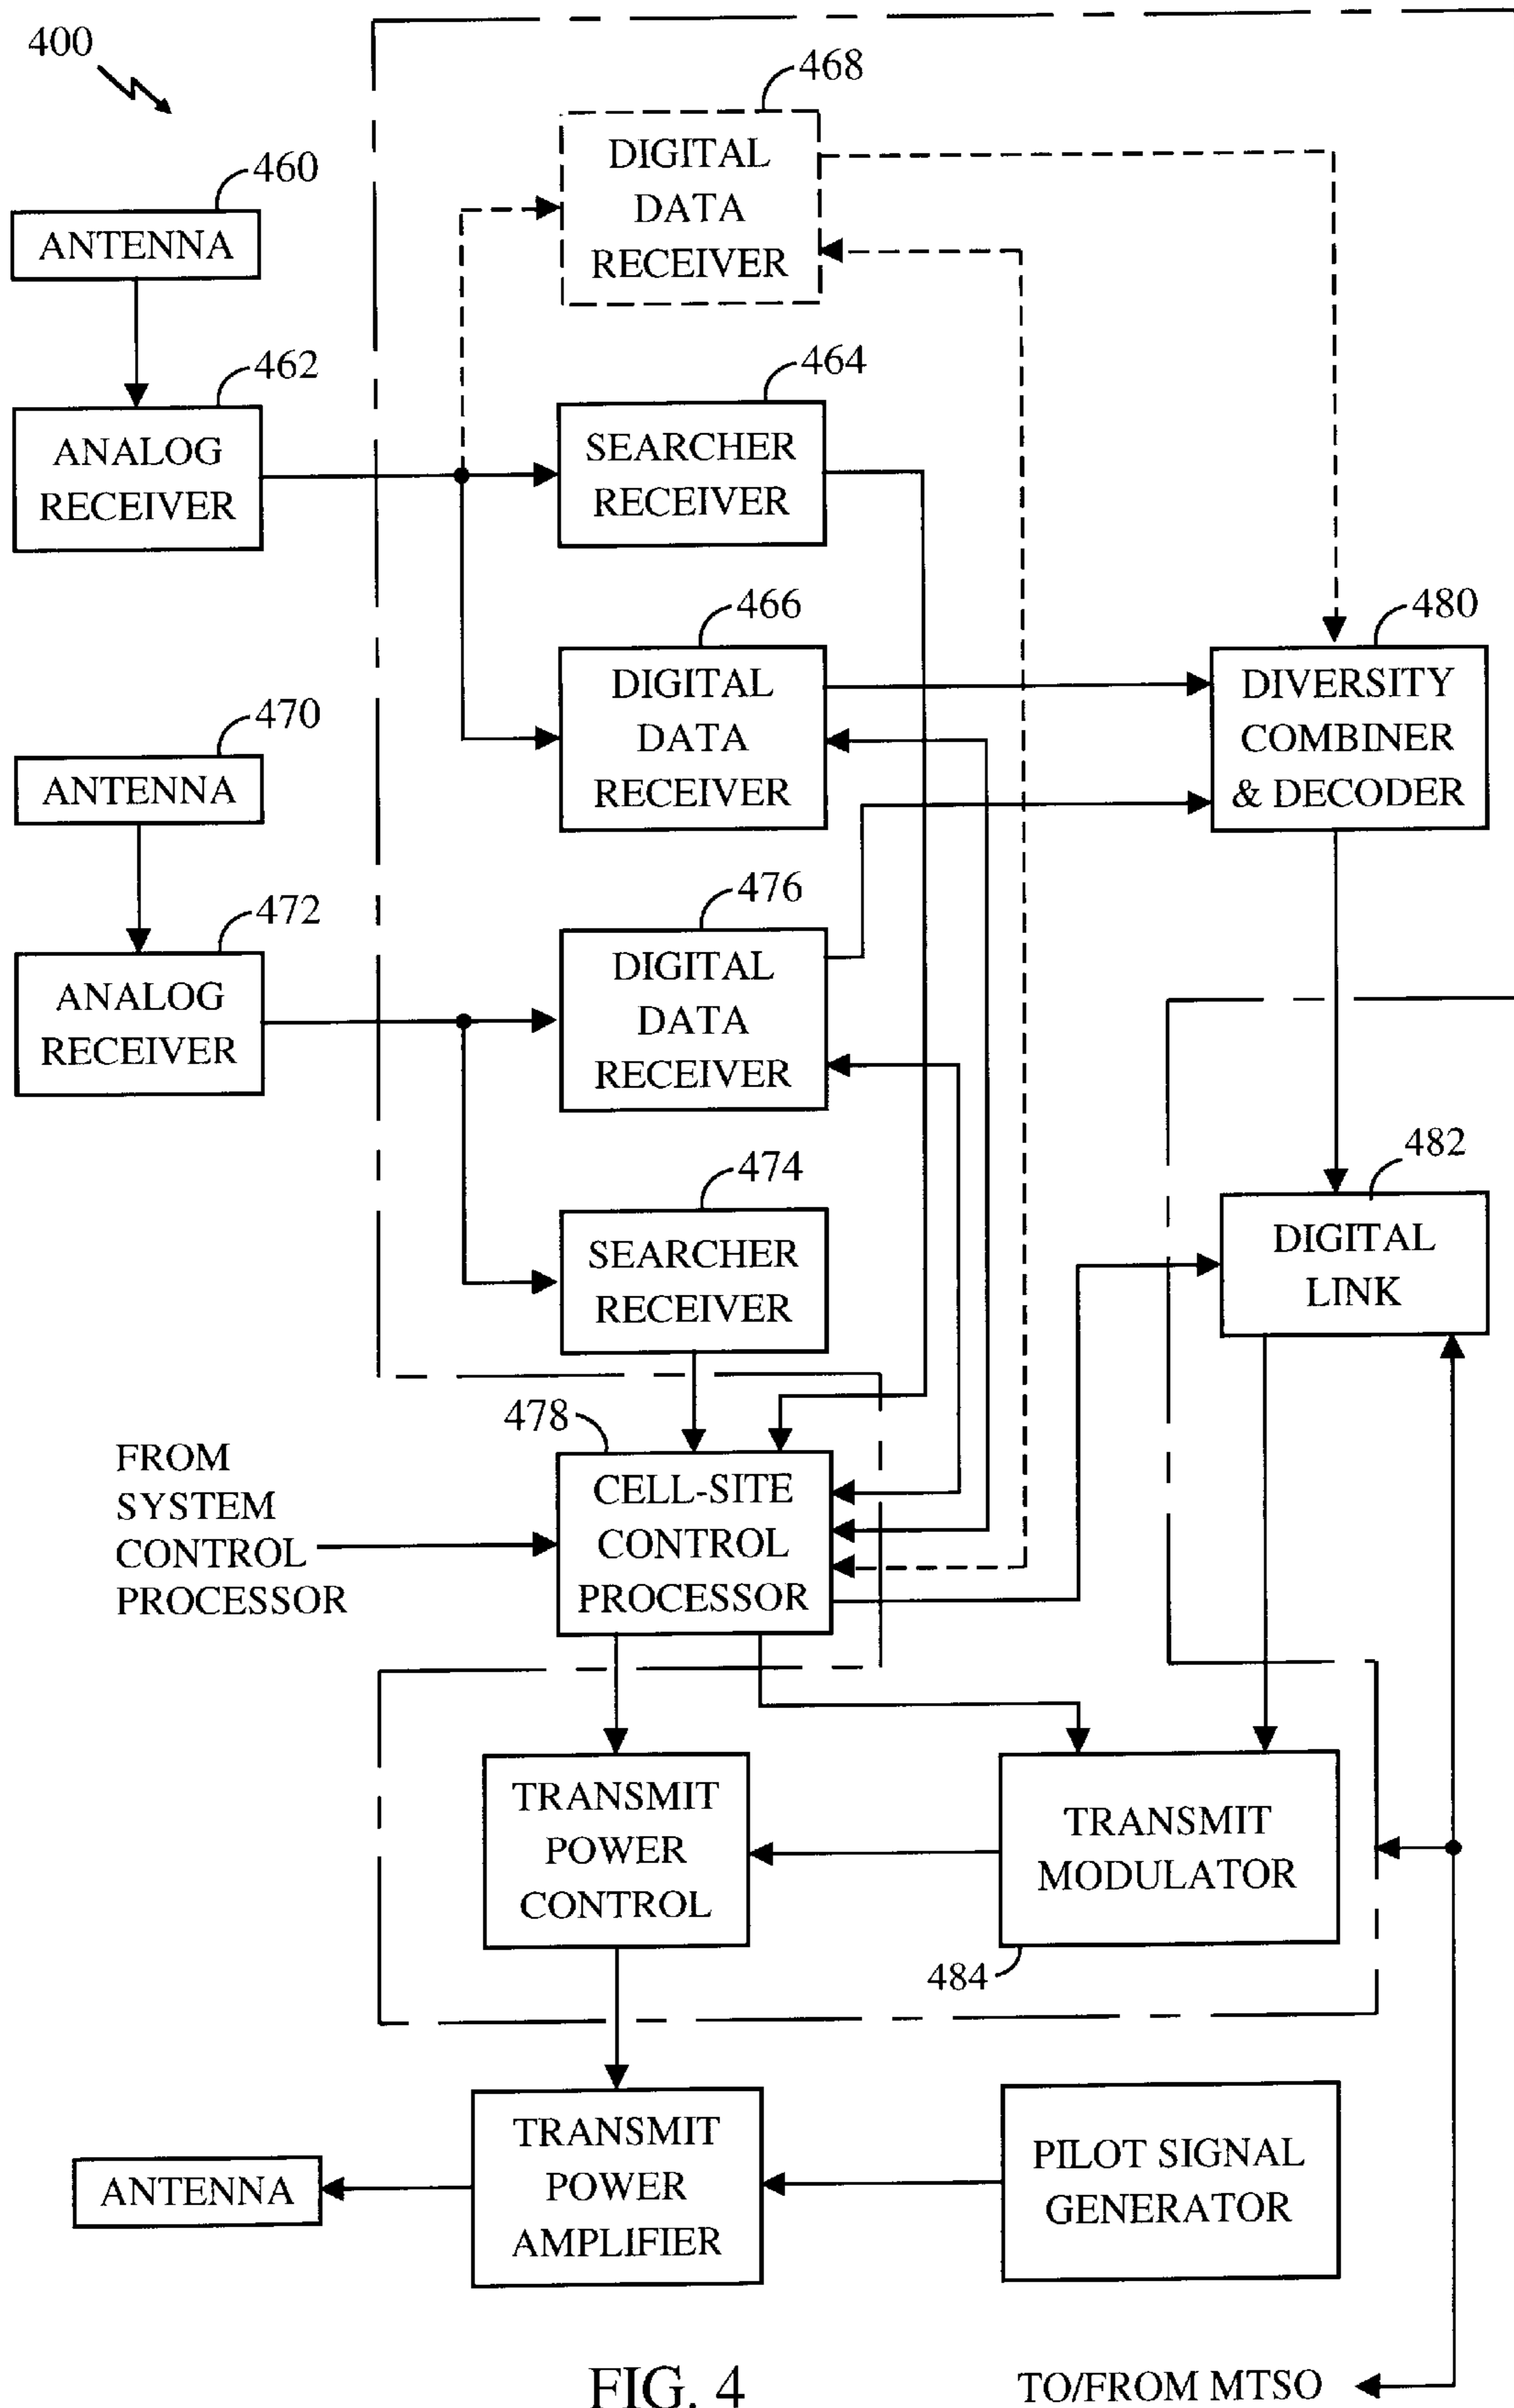 400
468
DIGITAL
DATA
RECEIVER
460
ANTENNA
462
ANALOG
RECEIVER
464
SEARCHER
RECEIVER
466
DIGITAL
DATA
RECEIVER
480
DIVERSITY
COMBINER
& DECODER
470
ANTENNA
472
ANALOG
RECEIVER
476
DIGITAL
DATA
RECEIVER
474
SEARCHER
RECEIVER
482
DIGITAL
LINK
478
CELL-SITE
CONTROL
PROCESSOR
FROM
SYSTEM
CONTROL
PROCESSOR
TRANSMIT
POWER
CONTROL
TRANSMIT
MODULATOR
484
TRANSMIT
POWER
AMPLIFIER
PILOT SIGNAL
GENERATOR
ANTENNA
FIG. 4
TO/FROM MTSO